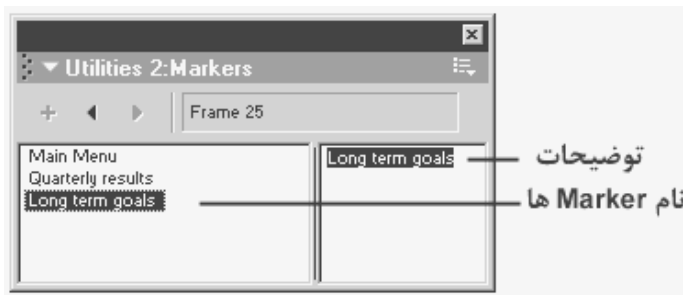 Utilities 2:Markers
Frame 25
Main Menu
Quarterly results
Long term goals
Long term goals
توضیحات
نام Marker ها